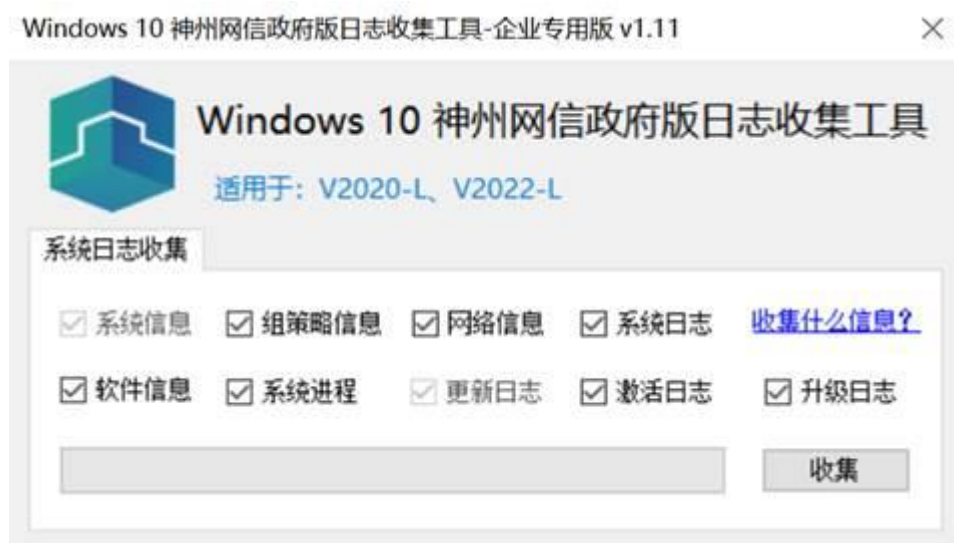 Windows 10 神州网信政府版日志收集工具-企业专用版 v1.11
Windows 10 神州网信政府版日志收集工具
适用于：V2020-L、V2022-L
系统日志收集
系统信息 组策略信息 网络信息 系统日志 收集什么信息？
软件信息 系统进程 更新日志 激活日志 升级日志
收集